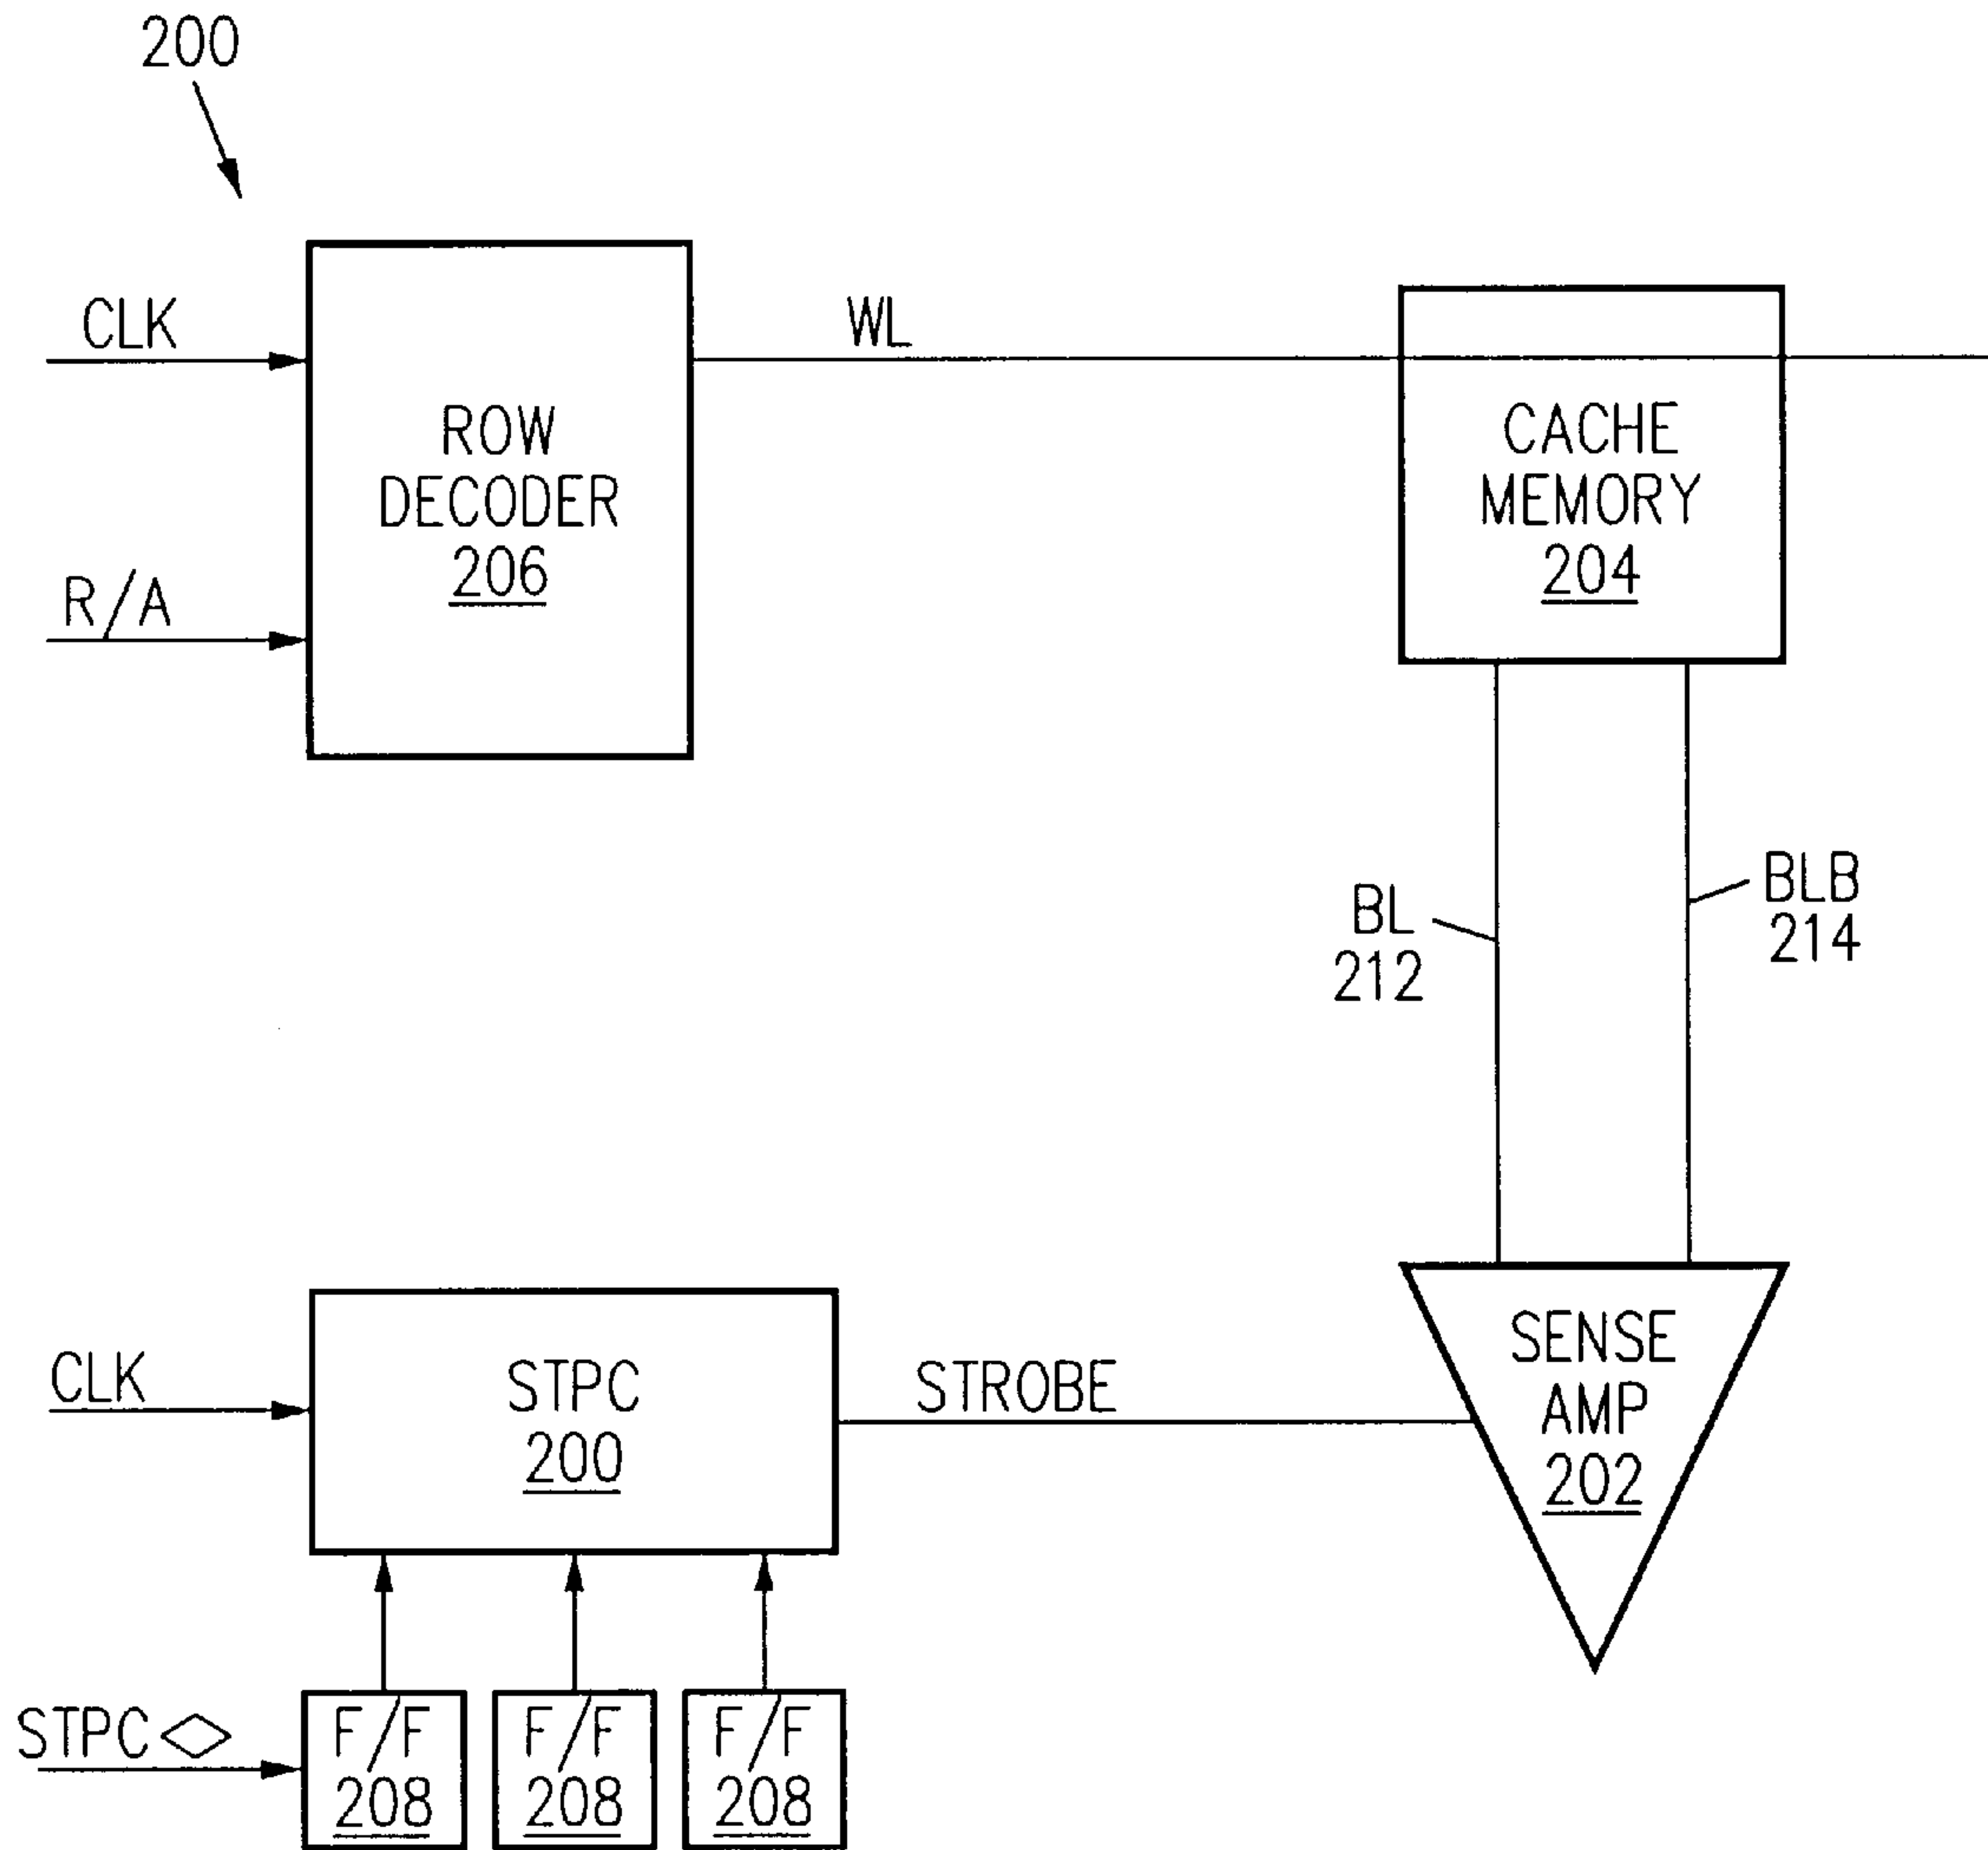 200
CLK
WL
ROW
DECODER
206
R/A
CACHE
MEMORY
204
BL
212
BLB
214
CLK
STPC
200
STROBE
SENSE
AMP
202
STPC<>
F/F
208
F/F
208
F/F
208